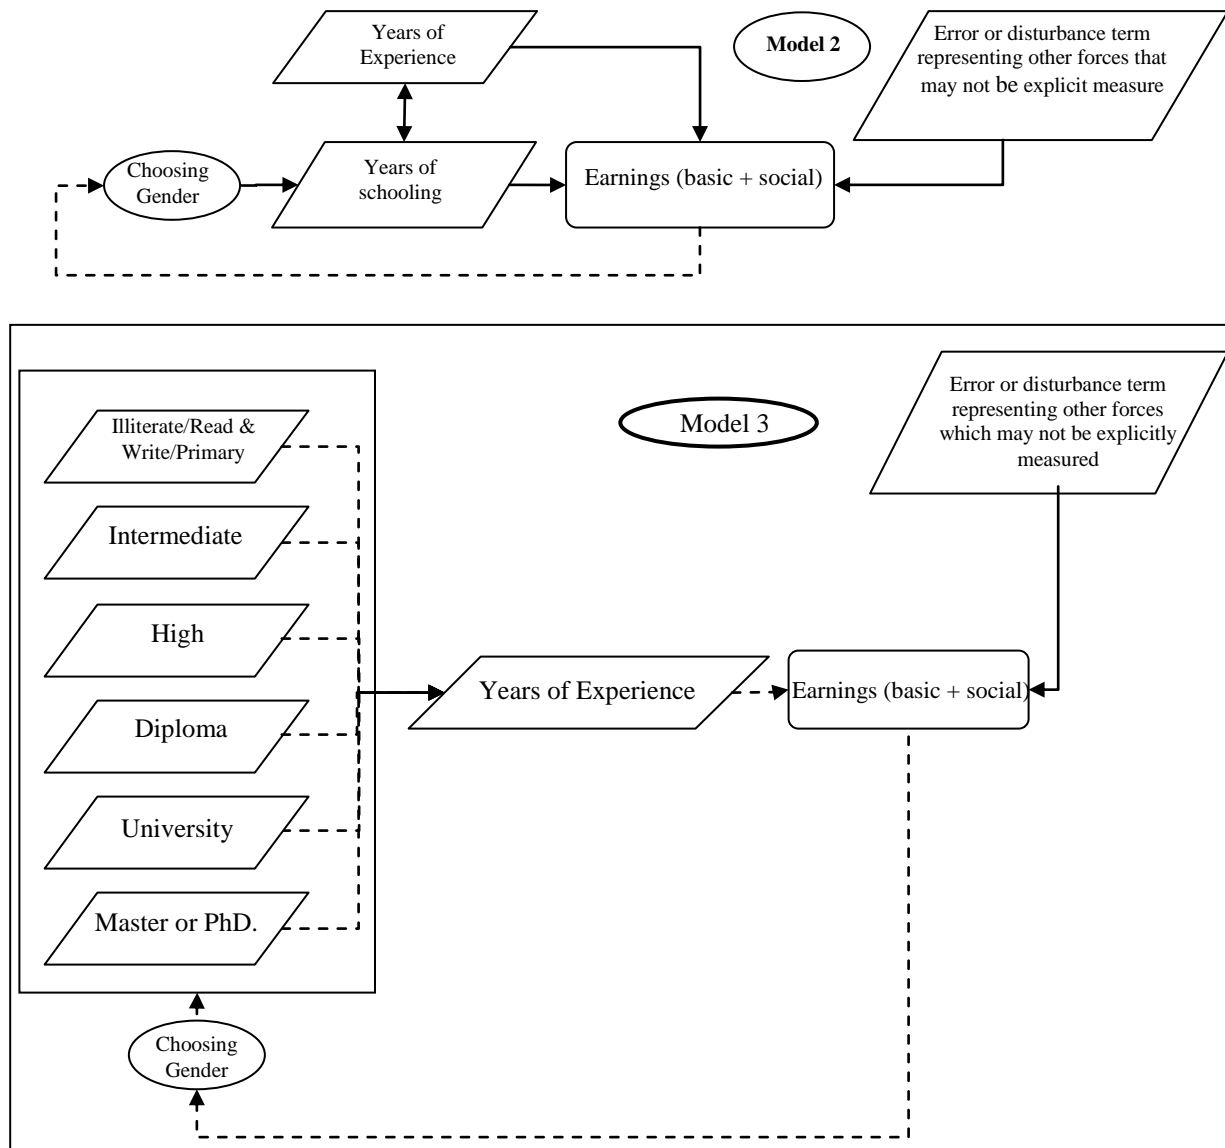 Years of
Experience
Model 2
Error or disturbance term
representing other forces that
may not be explicit measure
Choosing
Gender
Years of
schooling
Earnings (basic + social)
Model 3
Error or disturbance term
representing other forces
which may not be explicitly
measured
Illiterate/Read &
Write/Primary
Intermediate
High
Diploma
University
Master or PhD.
Years of Experience
Earnings (basic + social)
Choosing
Gender